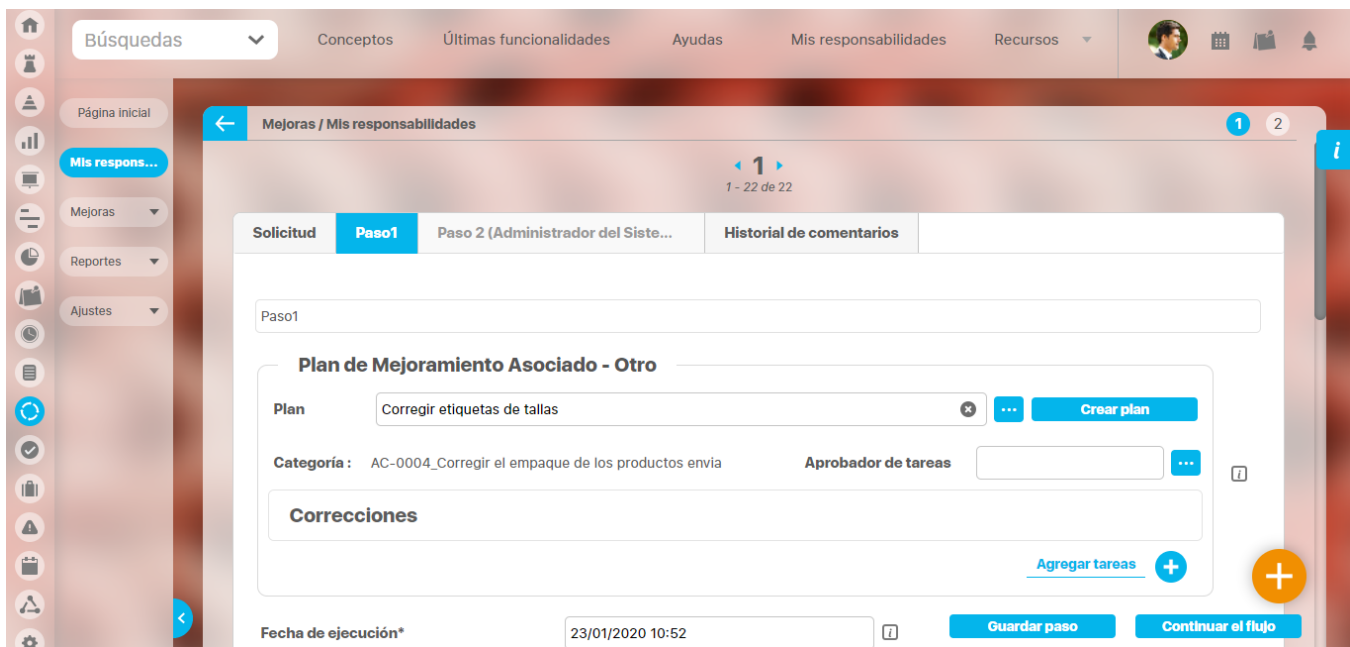 Búsquedas
Conceptos
Últimas funcionalidades
Ayudas
Mis responsabilidades
Recursos
Página inicial
Mis respons...
Mejoras
Reportes
Ajustes
Mejoras / Mis responsabilidades
1
2
i
1
1 - 22 de 22
Solicitud
Paso1
Paso 2 (Administrador del Siste...
Historial de comentarios
Paso1
Plan de Mejoramiento Asociado - Otro
Plan
Corregir etiquetas de tallas
Crear plan
Categoría :
AC-0004_Corregir el empaque de los productos envia
Aprobador de tareas
Correcciones
Agregar tareas
Fecha de ejecución*
23/01/2020 10:52
Guardar paso
Continuar el flujo